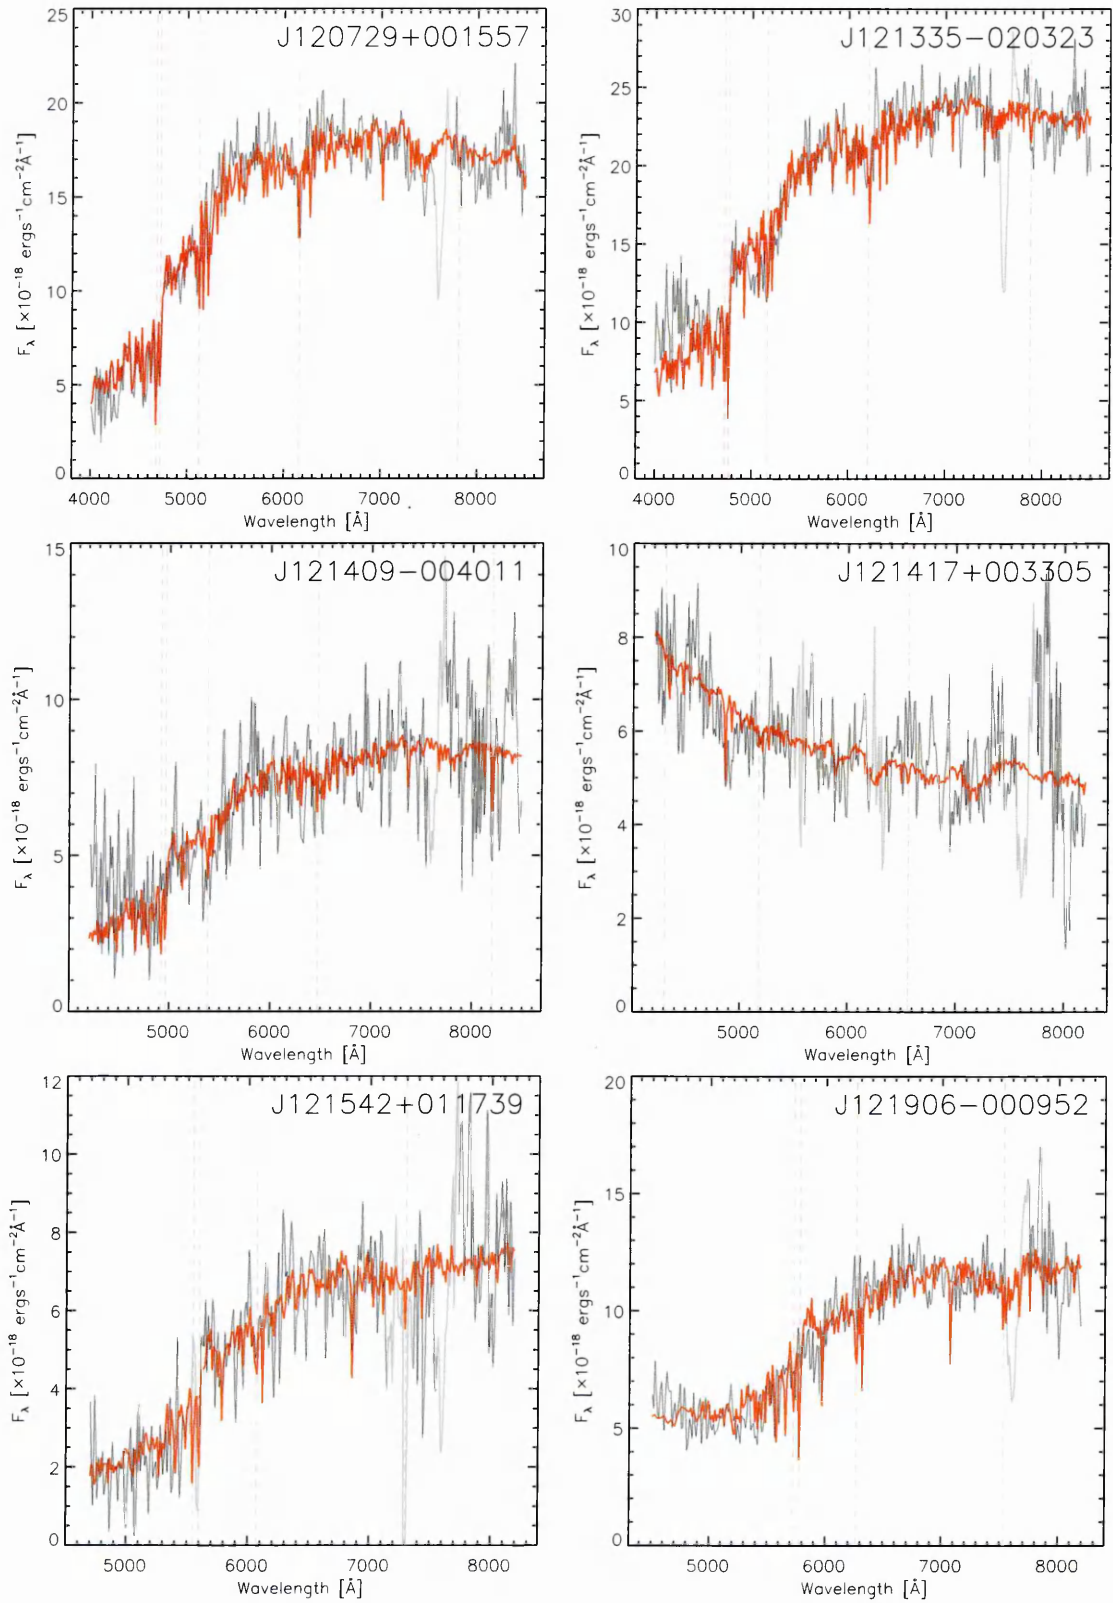 J120729+001557
25
20
15
10
5
0
F_λ [×10⁻¹⁸ ergs⁻¹cm⁻²Å⁻¹]
4000 5000 6000 7000 8000
Wavelength [Å]
J121335-020323
30
25
20
15
10
5
0
F_λ [×10⁻¹⁸ ergs⁻¹cm⁻²Å⁻¹]
4000 5000 6000 7000 8000
Wavelength [Å]
J121409-004011
15
10
5
0
F_λ [×10⁻¹⁸ ergs⁻¹cm⁻²Å⁻¹]
5000 6000 7000 8000
Wavelength [Å]
J121417+003305
10
8
6
4
2
0
F_λ [×10⁻¹⁸ ergs⁻¹cm⁻²Å⁻¹]
5000 6000 7000 8000
Wavelength [Å]
J121542+011739
12
10
8
6
4
2
0
F_λ [×10⁻¹⁸ ergs⁻¹cm⁻²Å⁻¹]
5000 6000 7000 8000
Wavelength [Å]
J121906-000952
20
15
10
5
0
F_λ [×10⁻¹⁸ ergs⁻¹cm⁻²Å⁻¹]
5000 6000 7000 8000
Wavelength [Å]